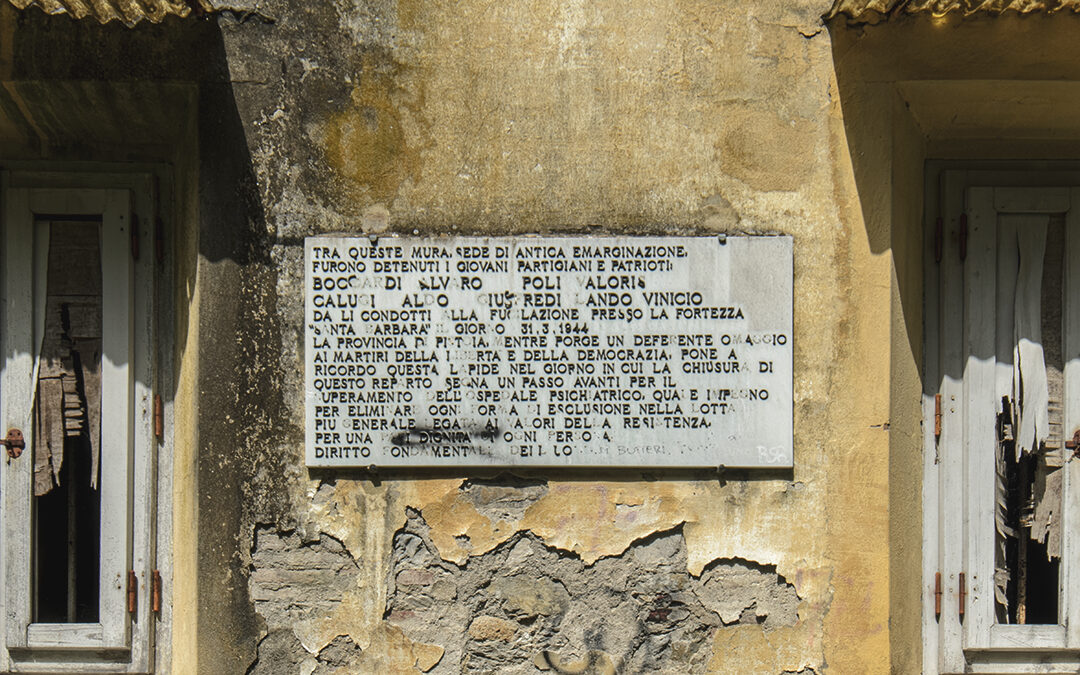 TRA QUESTE MURA, SEDE DI ANTICA EMARGINAZIONE,
FURONO DETENUTI I GIOVANI PARTIGIANI E PATRIOTI:
BOCCARDI ALVARO POLI VALORIS
CALUGI ALDO GIUSFREDI LANDO VINICIO
DA LI CONDOTTI ALLA FUCILAZIONE PRESSO LA FORTEZZA
"SANTA BARBARA" IL GIORNO 31.3.1944
LA PROVINCIA DI PISTOIA, MENTRE PORGE UN DEFERENTE OMAGGIO
AI MARTIRI DELLA LIBERTA E DELLA DEMOCRAZIA, PONE A
RICORDO QUESTA LAPIDE NEL GIORNO IN CUI LA CHIUSURA DI
QUESTO REPARTO SEGNA UN PASSO AVANTI PER IL
SUPERAMENTO DELL'OSPEDALE PSICHIATRICO, QUALE IMPEGNO
PER ELIMINARE OGNI FORMA DI ESCLUSIONE NELLA LOTTA
PIU GENERALE LEGATA AI VALORI DELLA RESISTENZA,
PER UNA DIGNITA DI OGNI PERSONA
DIRITTO FONDAMENTALE
RSA